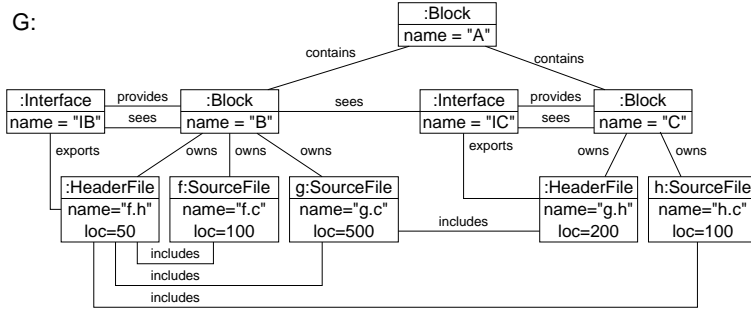 G:
:Block
name = "A"
contains
contains
:Interface
name = "IB"
provides
sees
:Block
name = "B"
sees
:Interface
name = "IC"
provides
sees
:Block
name = "C"
exports
owns
owns
owns
exports
owns
owns
:HeaderFile
name="f.h"
loc=50
f:SourceFile
name="f.c"
loc=100
g:SourceFile
name="g.c"
loc=500
includes
:HeaderFile
name="g.h"
loc=200
h:SourceFile
name="h.c"
loc=100
includes
includes
includes